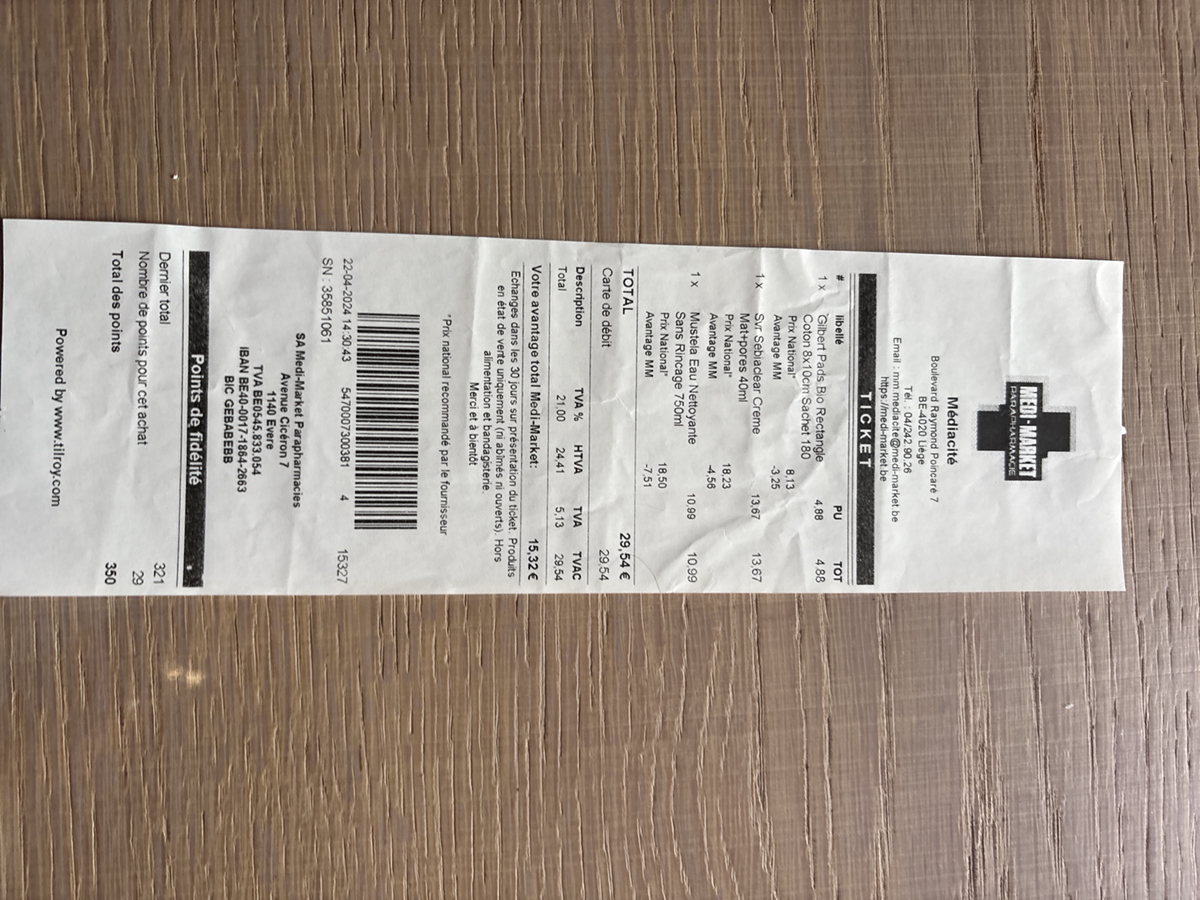 MEDI-MARKET
PARAPHARMACIE
Médiacité
Boulevard Raymond Poincaré 7
BE-4020 Liège
Tél. : 04/242.90.26
Email : mm.mediacite@medi-market.be
https://medi-market.be
TICKET
# libellé PU TOT
1 x Gilbert Pads Bio Rectangle 4,88 4,88
Coton 8x10cm Sachet 180
Prix National* 8,13
Avantage MM -3,25
1 x Svr Sebiaclear Creme 13,67 13,67
Mat+pores 40ml
Prix National* 18,23
Avantage MM -4,56
1 x Mustela Eau Nettoyante 10,99 10,99
Sans Rincage 750ml
Prix National* 18,50
Avantage MM -7,51
TOTAL 29,54 €
Carte de débit 29,54
Description TVA % HTVA TVA TVAC
Total 21,00 24,41 5,13 29,54
Votre avantage total Medi-Market: 15,32 €
Echanges dans les 30 jours sur présentation du ticket. Produits
en état de vente uniquement (ni abîmés ni ouverts). Hors
alimentation et bandagisterie.
Merci et à bientôt
*Prix national recommandé par le fournisseur
22-04-2024 14:30:43 5470007300381 4 15327
SN : 35851061
SA Medi-Market Parapharmacies
Avenue Cicéron 7
1140 Evere
TVA BE0545.833.054
IBAN BE40-0017-1864-2663
BIC GEBABEBB
Points de fidélité
Dernier total 321
Nombre de points pour cet achat 29
Total des points 350
Powered by www.tilroy.com